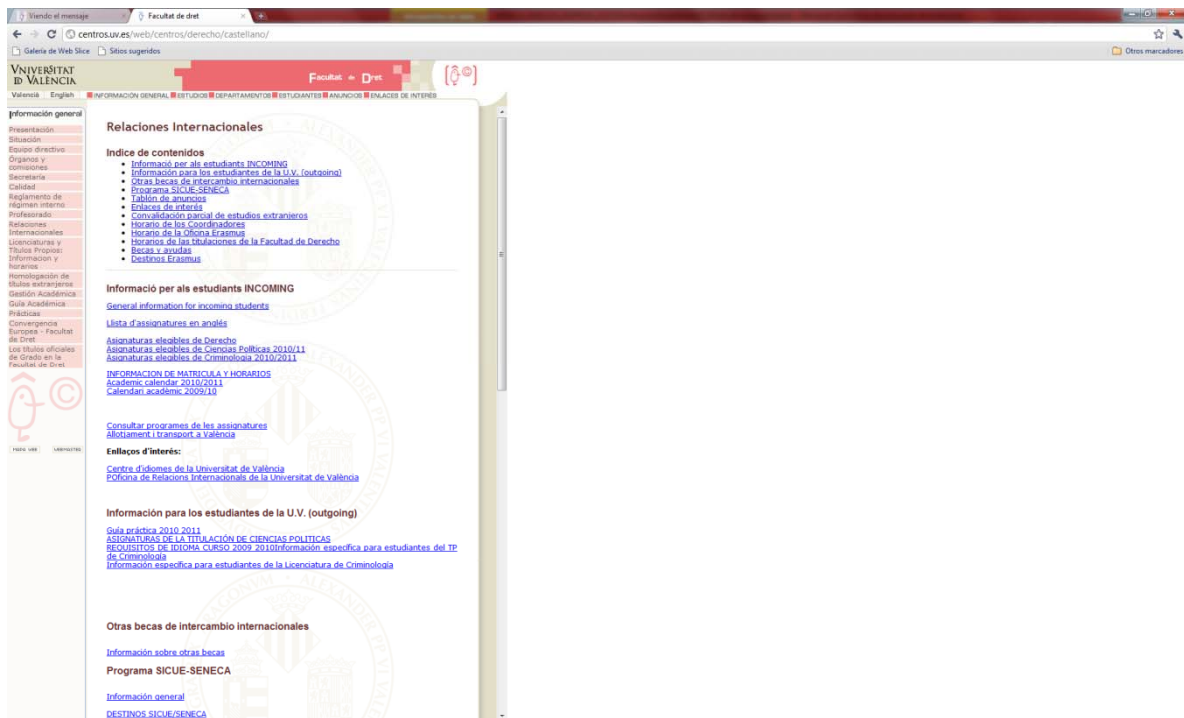 Viendo el mensaje
Facultat de dret
centros.uv.es/web/centros/derecho/castellano/
Galería de Web Slice
Sitios sugeridos
Otros marcadores
VNIVERSITAT
ID VALÈNCIA
Facultat de Dret
Valencià English
INFORMACIÓN GENERAL ESTUDIOS DEPARTAMENTOS ESTUDIANTES ANUNCIOS ENLACES DE INTERÉS
Información general
Presentación
Situación
Equipo directivo
Órganos y
comisiones
Secretaría
Calidad
Reglamento de
régimen interno
Profesorado
Relaciones
Internacionales
Licenciaturas y
Títulos Propios:
Informacion y
horarios
Homologación de
títulos extranjeros
Gestión Académica
Guía Académica
Prácticas
Convergencia
Europea - Facultat
de Dret
Los títulos oficiales
de Grado en la
Facultat de Dret
MAPA WEB WEBMASTER
Relaciones Internacionales
Indice de contenidos
Informació per als estudiants INCOMING
Información para los estudiantes de la U.V. (outgoing)
Otras becas de intercambio internacionales
Programa SICUE-SENECA
Tablón de anuncios
Enlaces de interés
Convalidación parcial de estudios extranjeros
Horario de los Coordinadores
Horario de la Oficina Erasmus
Horarios de las titulaciones de la Facultad de Derecho
Becas y ayudas
Destinos Erasmus
Informació per als estudiants INCOMING
General information for incoming students
Llista d'assignatures en anglés
Asignaturas elegibles de Derecho
Asignaturas elegibles de Ciencias Políticas 2010/11
Asignaturas elegibles de Criminologia 2010/2011
INFORMACION DE MATRICULA Y HORARIOS
Academic calendar 2010/2011
Calendari acadèmic 2009/10
Consultar programes de les assignatures
Allotjament i transport a València
Enllaços d'interés:
Centre d'idiomes de la Universitat de València
POficina de Relacions Internacionals de la Universitat de València
Información para los estudiantes de la U.V. (outgoing)
Guía práctica 2010 2011
ASIGNATURAS DE LA TITULACIÓN DE CIENCIAS POLITICAS
REQUISITOS DE IDIOMA CURSO 2009 2010Información específica para estudiantes del TP
de Criminología
Información específica para estudiantes de la Licenciatura de Criminología
Otras becas de intercambio internacionales
Información sobre otras becas
Programa SICUE-SENECA
Información general
DESTINOS SICUE/SENECA